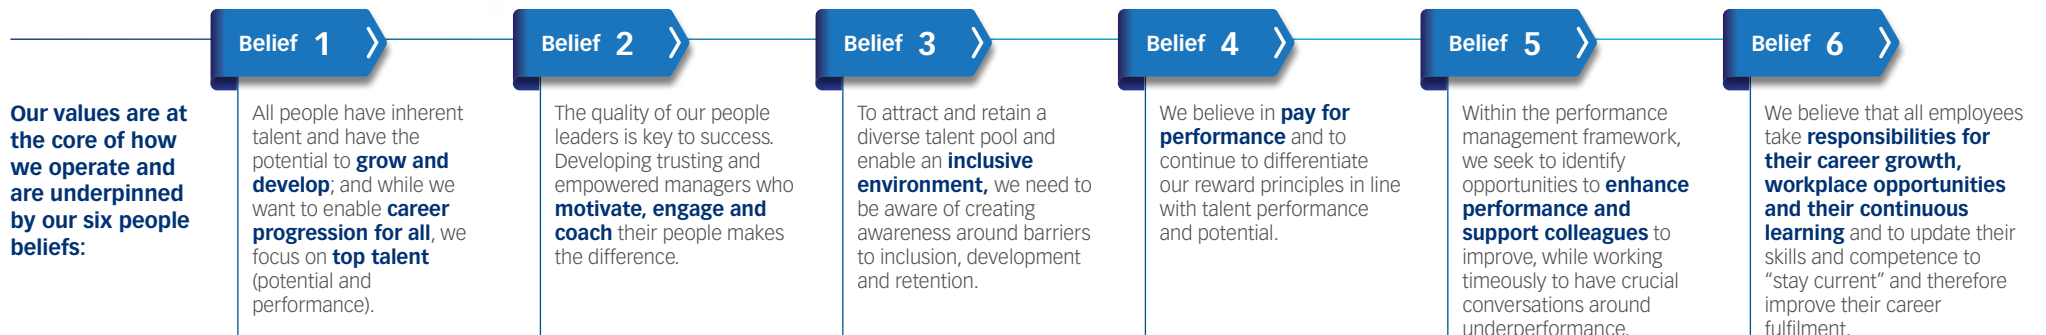 Our values are at
the core of how
we operate and
are underpinned
by our six people
beliefs:
Belief 1
All people have inherent
talent and have the
potential to grow and
develop; and while we
want to enable career
progression for all, we
focus on top talent
(potential and
performance).
Belief 2
The quality of our people
leaders is key to success.
Developing trusting and
empowered managers who
motivate, engage and
coach their people makes
the difference.
Belief 3
To attract and retain a
diverse talent pool and
enable an inclusive
environment, we need to
be aware of creating
awareness around barriers
to inclusion, development
and retention.
Belief 4
We believe in pay for
performance and to
continue to differentiate
our reward principles in line
with talent performance
and potential.
Belief 5
Within the performance
management framework,
we seek to identify
opportunities to enhance
performance and
support colleagues to
improve, while working
timeously to have crucial
conversations around
underperformance.
Belief 6
We believe that all employees
take responsibilities for
their career growth,
workplace opportunities
and their continuous
learning and to update their
skills and competence to
“stay current” and therefore
improve their career
fulfilment.